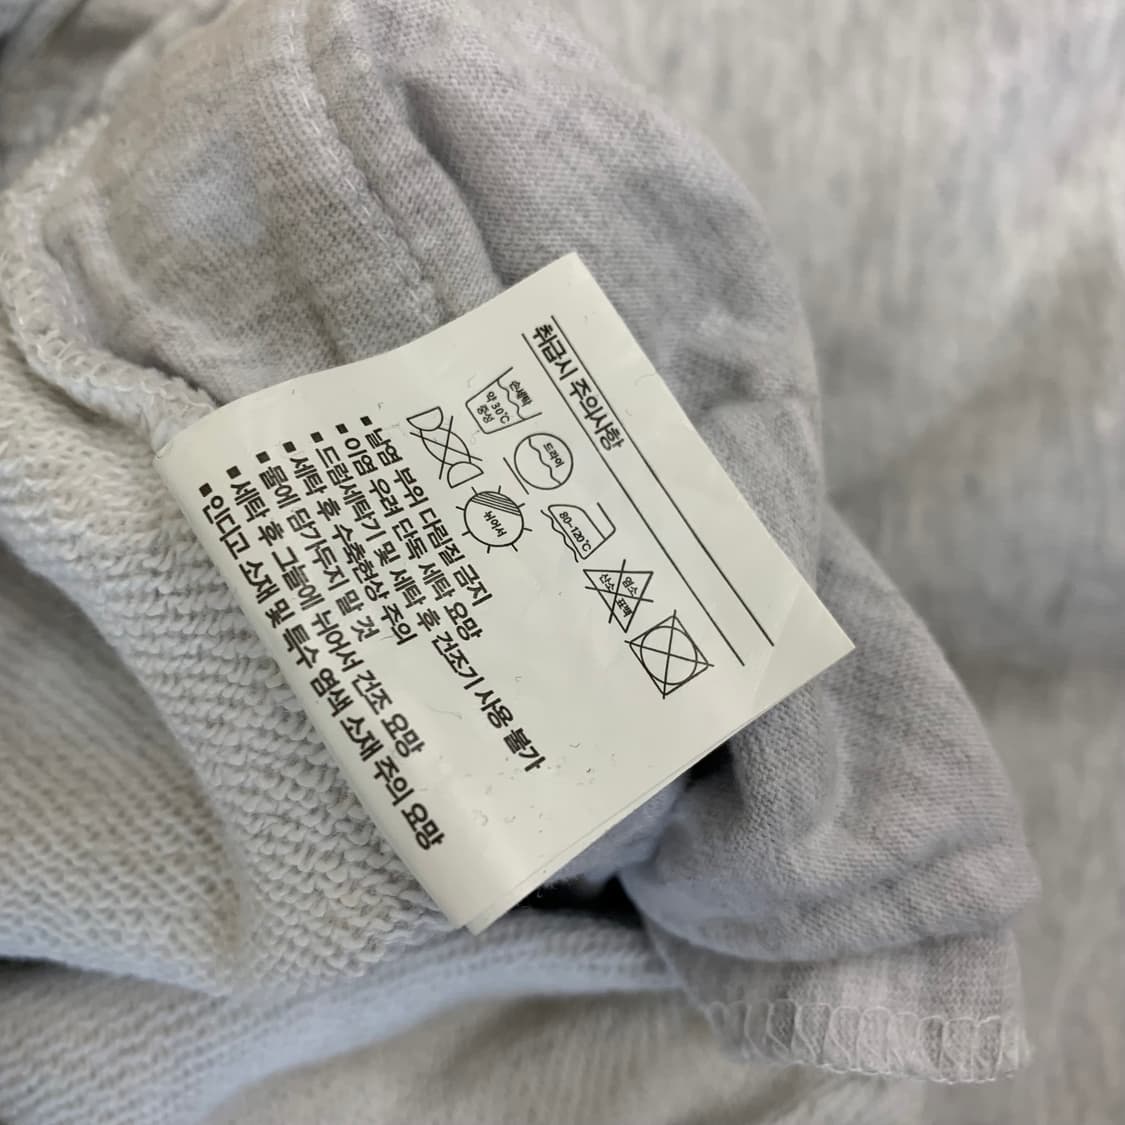 취급시 주의사항
손세탁
약 30℃
중성
드라이
80~120℃
염소
산소 표백
뉘어서
■ 날염 부위 다림질 금지
■ 이염 우려 단독 세탁 요망
■ 드럼세탁기 및 세탁 후 건조기 사용 불가
■ 세탁 후 수축현상 주의
■ 물에 담가두지 말 것
■ 세탁 후 그늘에 뉘어서 건조 요망
■ 인디고 소재 및 특수 염색 소재 주의 요망